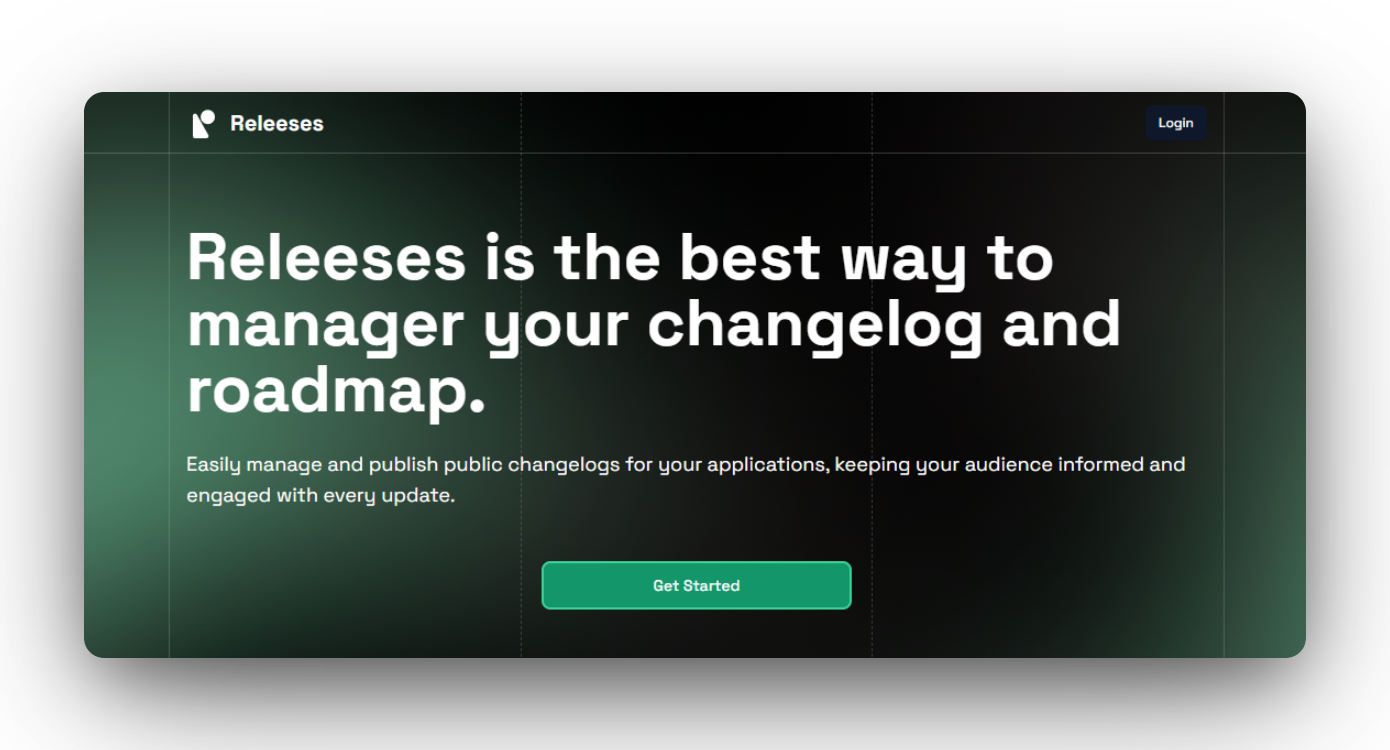 Releeses
Login
Releeses is the best way to
manager your changelog and
roadmap.
Easily manage and publish public changelogs for your applications, keeping your audience informed and
engaged with every update.
Get Started